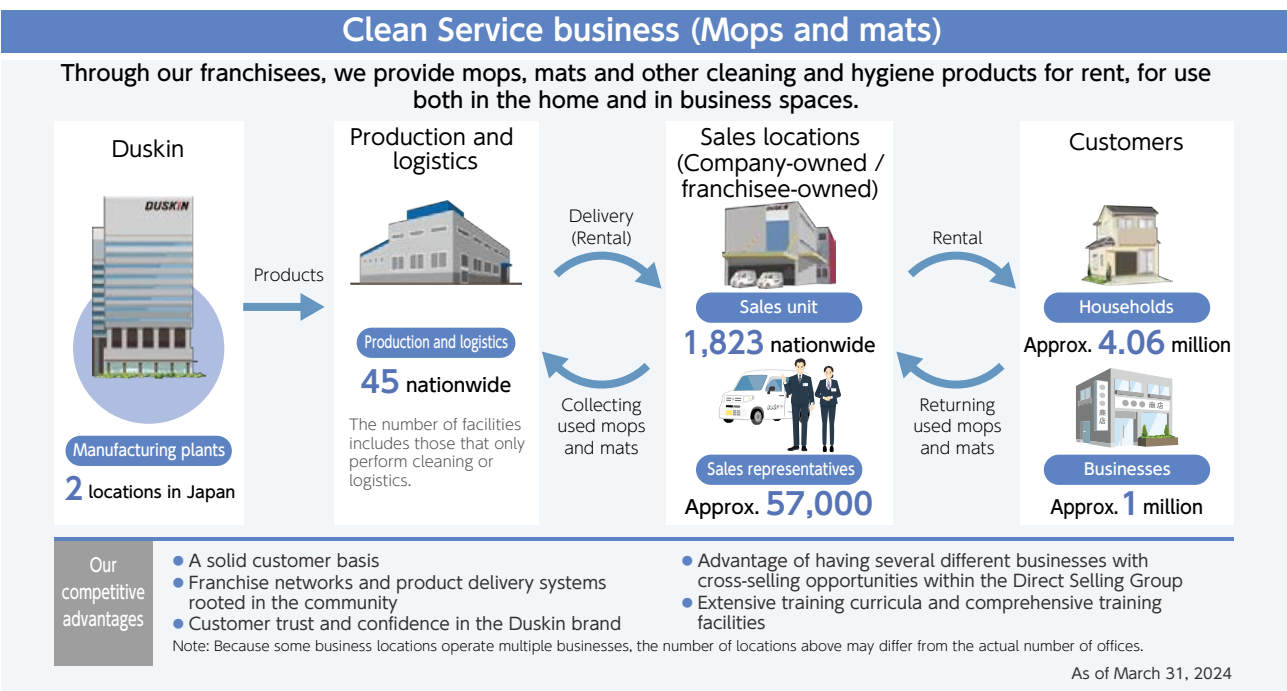 Clean Service business (Mops and mats)
Through our franchisees, we provide mops, mats and other cleaning and hygiene products for rent, for use
both in the home and in business spaces.
Duskin
DUSKIN
Manufacturing plants
2 locations in Japan
Products
Production and
logistics
Production and logistics
45 nationwide
The number of facilities
includes those that only
perform cleaning or
logistics.
Delivery
(Rental)
Collecting
used mops
and mats
Sales locations
(Company-owned /
franchisee-owned)
DUSKIN
Sales unit
1,823 nationwide
DUSKIN
Sales representatives
Approx. 57,000
Rental
Returning
used mops
and mats
Customers
Households
Approx. 4.06 million
●●●商店
●●●商店
Businesses
Approx. 1 million
Our
competitive
advantages
● A solid customer basis
● Franchise networks and product delivery systems
rooted in the community
● Customer trust and confidence in the Duskin brand
● Advantage of having several different businesses with
cross-selling opportunities within the Direct Selling Group
● Extensive training curricula and comprehensive training
facilities
Note: Because some business locations operate multiple businesses, the number of locations above may differ from the actual number of offices.
As of March 31, 2024